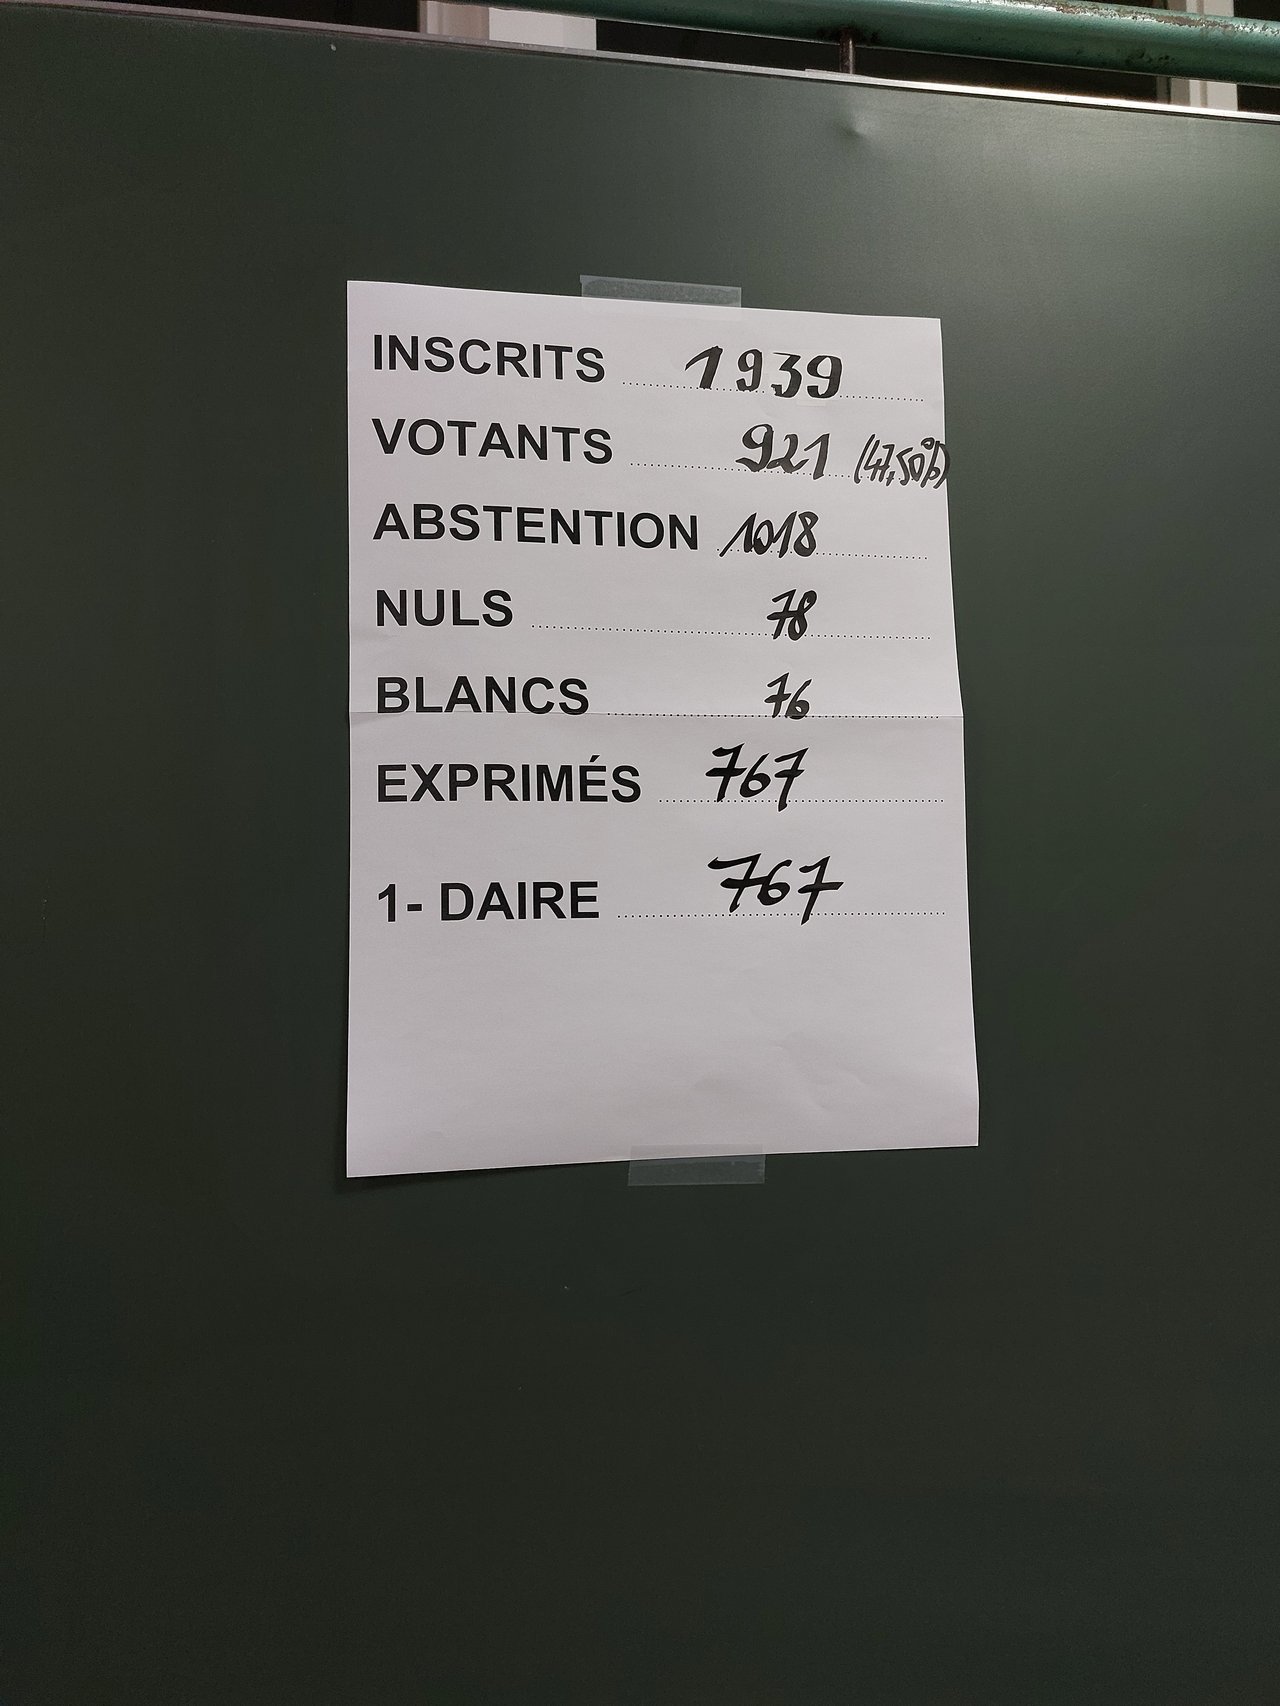 INSCRITS 1939
VOTANTS 921 (47,50%)
ABSTENTION 1018
NULS 78
BLANCS 76
EXPRIMÉS 767
1- DAIRE 767